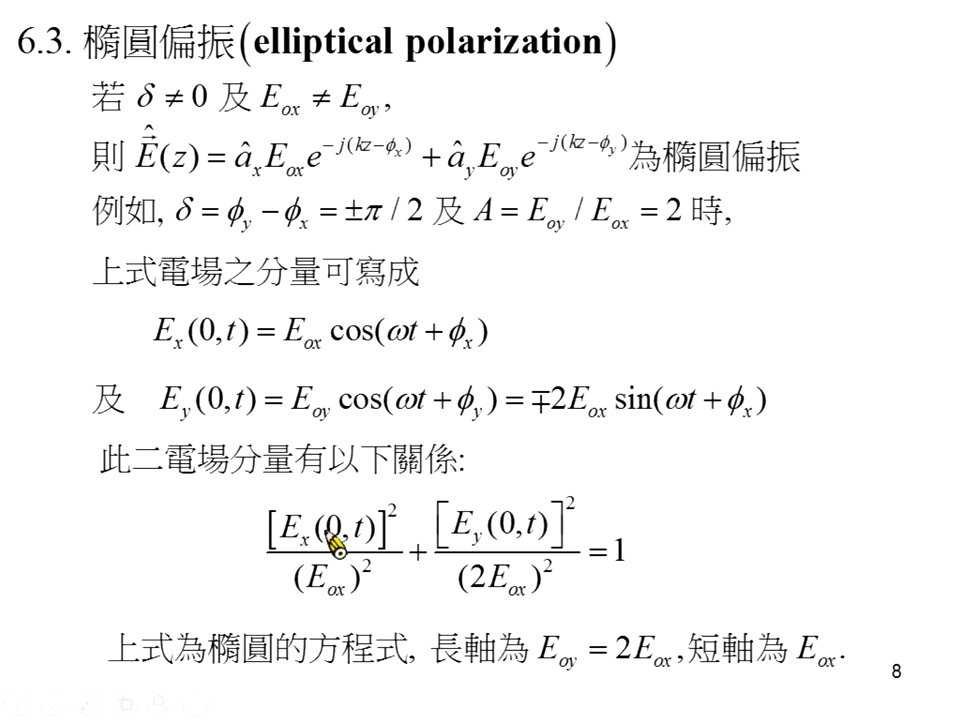 6.3. 橢圓偏振(elliptical polarization)
若 δ ≠ 0 及 E_ox ≠ E_oy,
則 Ê⃗(z) = â_x E_ox e^{-j(kz-ϕ_x)} + â_y E_oy e^{-j(kz-ϕ_y)} 為橢圓偏振
例如, δ = ϕ_y − ϕ_x = ±π / 2 及 A = E_oy / E_ox = 2 時,
上式電場之分量可寫成
E_x(0,t) = E_ox cos(ωt + ϕ_x)
及 E_y(0,t) = E_oy cos(ωt + ϕ_y) = ∓2E_ox sin(ωt + ϕ_x)
此二電場分量有以下關係:
[E_x(0,t)]²/(E_ox)² + [E_y(0,t)]²/(2E_ox)² = 1
上式為橢圓的方程式, 長軸為 E_oy = 2E_ox, 短軸為 E_ox.
8